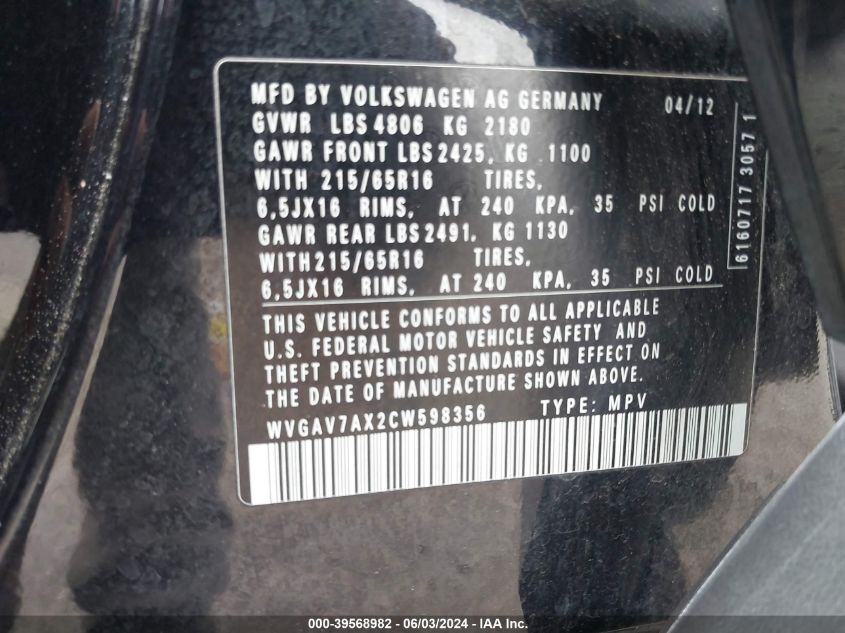 MFD BY VOLKSWAGEN AG GERMANY 04/12
GVWR LBS 4806 KG 2180
GAWR FRONT LBS 2425, KG 1100
WITH 215/65R16 TIRES,
6,5JX16 RIMS, AT 240 KPA, 35 PSI COLD
GAWR REAR LBS 2491, KG 1130
WITH 215/65R16 TIRES,
6,5JX16 RIMS, AT 240 KPA, 35 PSI COLD
THIS VEHICLE CONFORMS TO ALL APPLICABLE
U.S. FEDERAL MOTOR VEHICLE SAFETY AND
THEFT PREVENTION STANDARDS IN EFFECT ON
THE DATE OF MANUFACTURE SHOWN ABOVE.
WVGAV7AX2CW598356 TYPE: MPV
6160717 3057 1
000-39568982 - 06/03/2024 - IAAI.COM